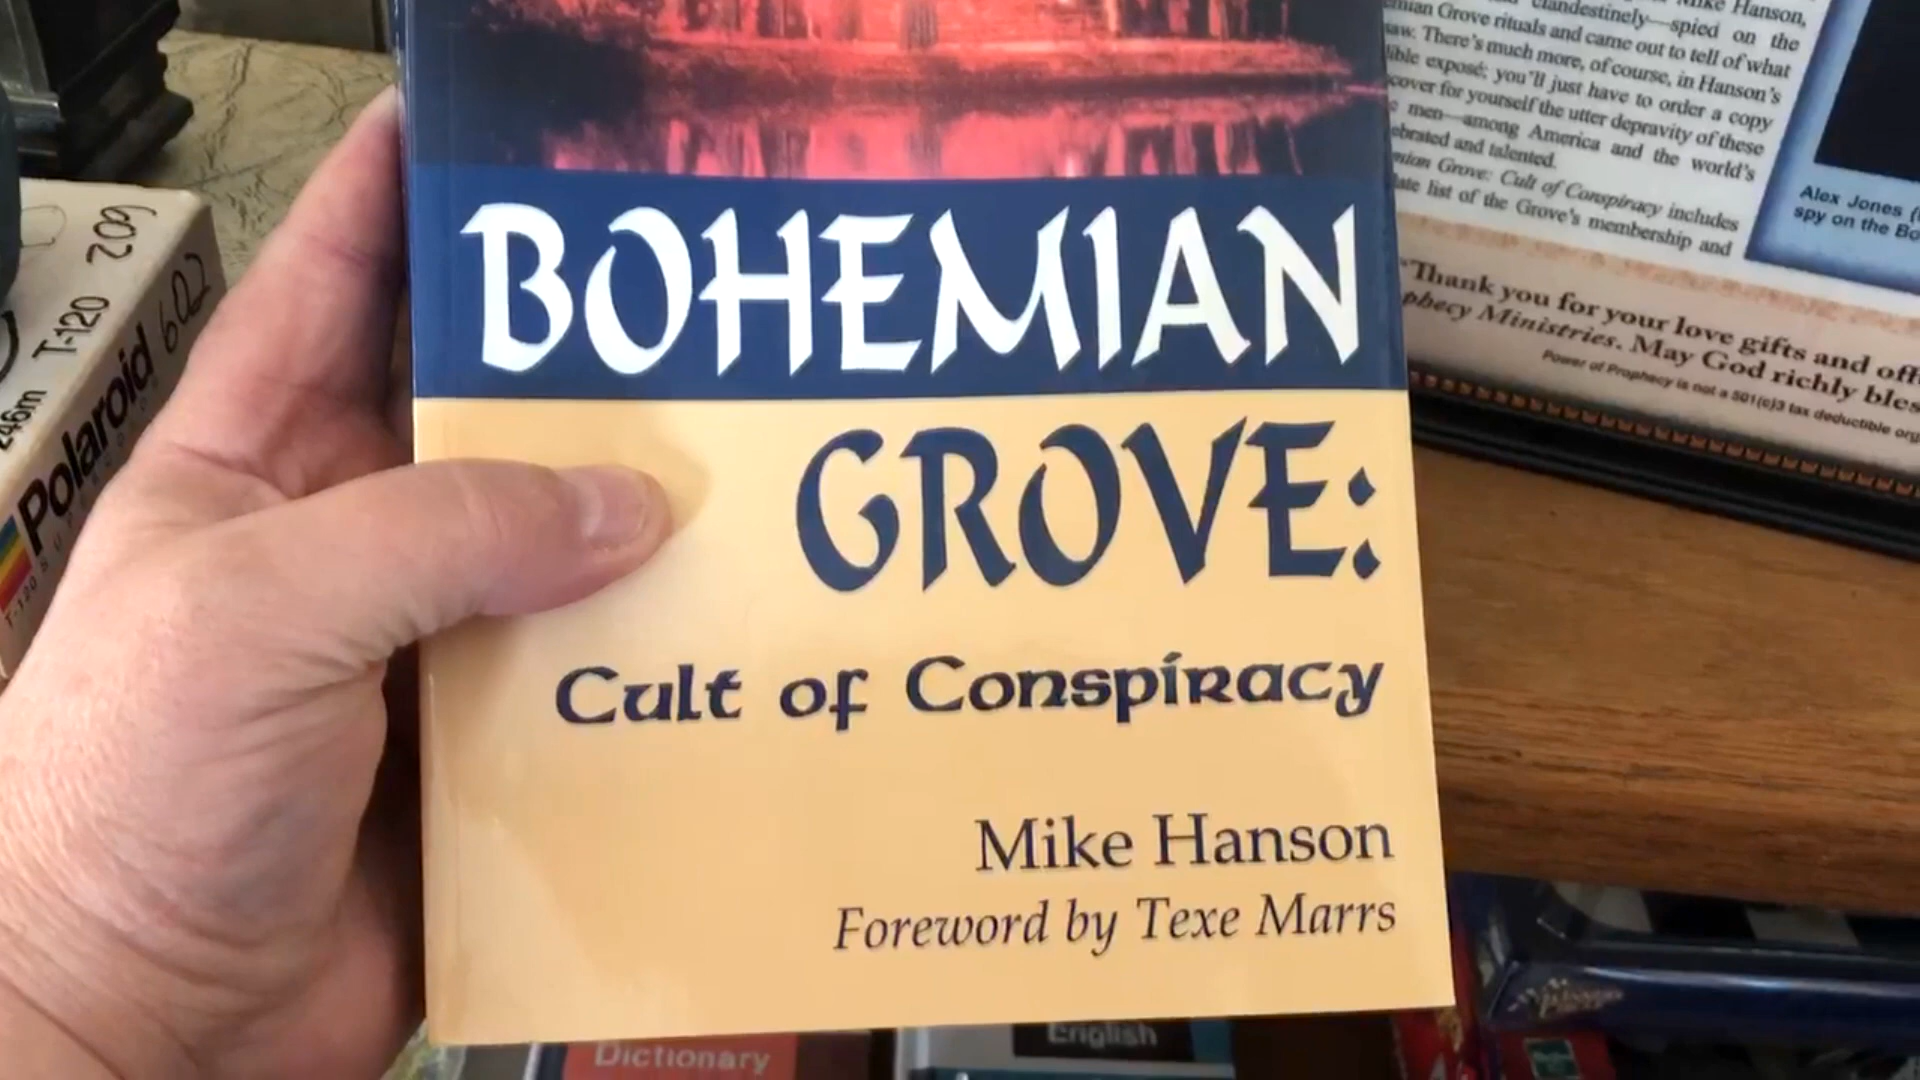 BOHEMIAN
GROVE:
Cult of Conspiracy
Mike Hanson
Foreword by Texe Marrs
Mike Hanson,
clandestinely—spied on the
Grove rituals and came out to tell of what
There's much more, of course, in Hanson's
exposé; you'll just have to order a copy
for yourself the utter depravity of these
men—among America and the world's
and talented.
Grove: Cult of Conspiracy includes
list of the Grove's membership and
Alex Jones
spy on the
"Thank you for your love gifts and
Ministries. May God richly
Power of Prophecy is not a 501(c)3 tax deductible
209
T-120
602
246m
Polaroid
T-120
Dictionary
English